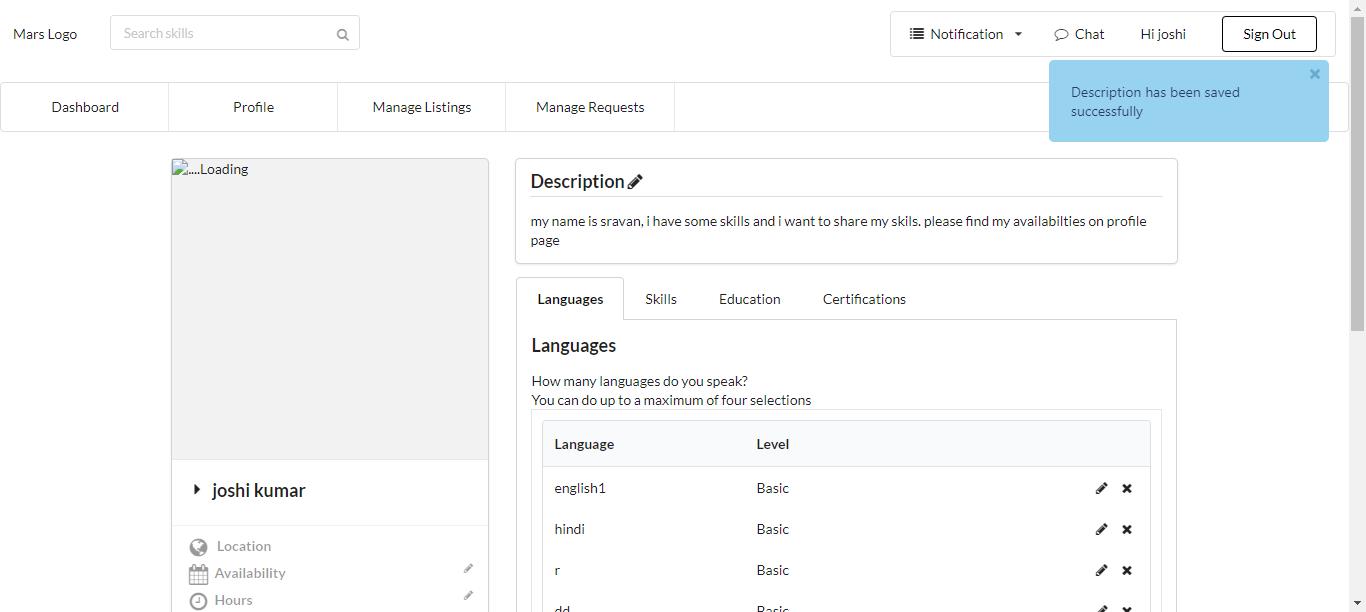 Mars Logo
Search skills
Notification
Chat
Hi joshi
Sign Out
Description has been saved
successfully
Dashboard
Profile
Manage Listings
Manage Requests
....Loading
joshi kumar
Location
Availability
Hours
Description
my name is sravan, i have some skills and i want to share my skils. please find my availabilties on profile
page
Languages
Skills
Education
Certifications
Languages
How many languages do you speak?
You can do up to a maximum of four selections
Language Level
english1 Basic
hindi Basic
r Basic
dd Basic